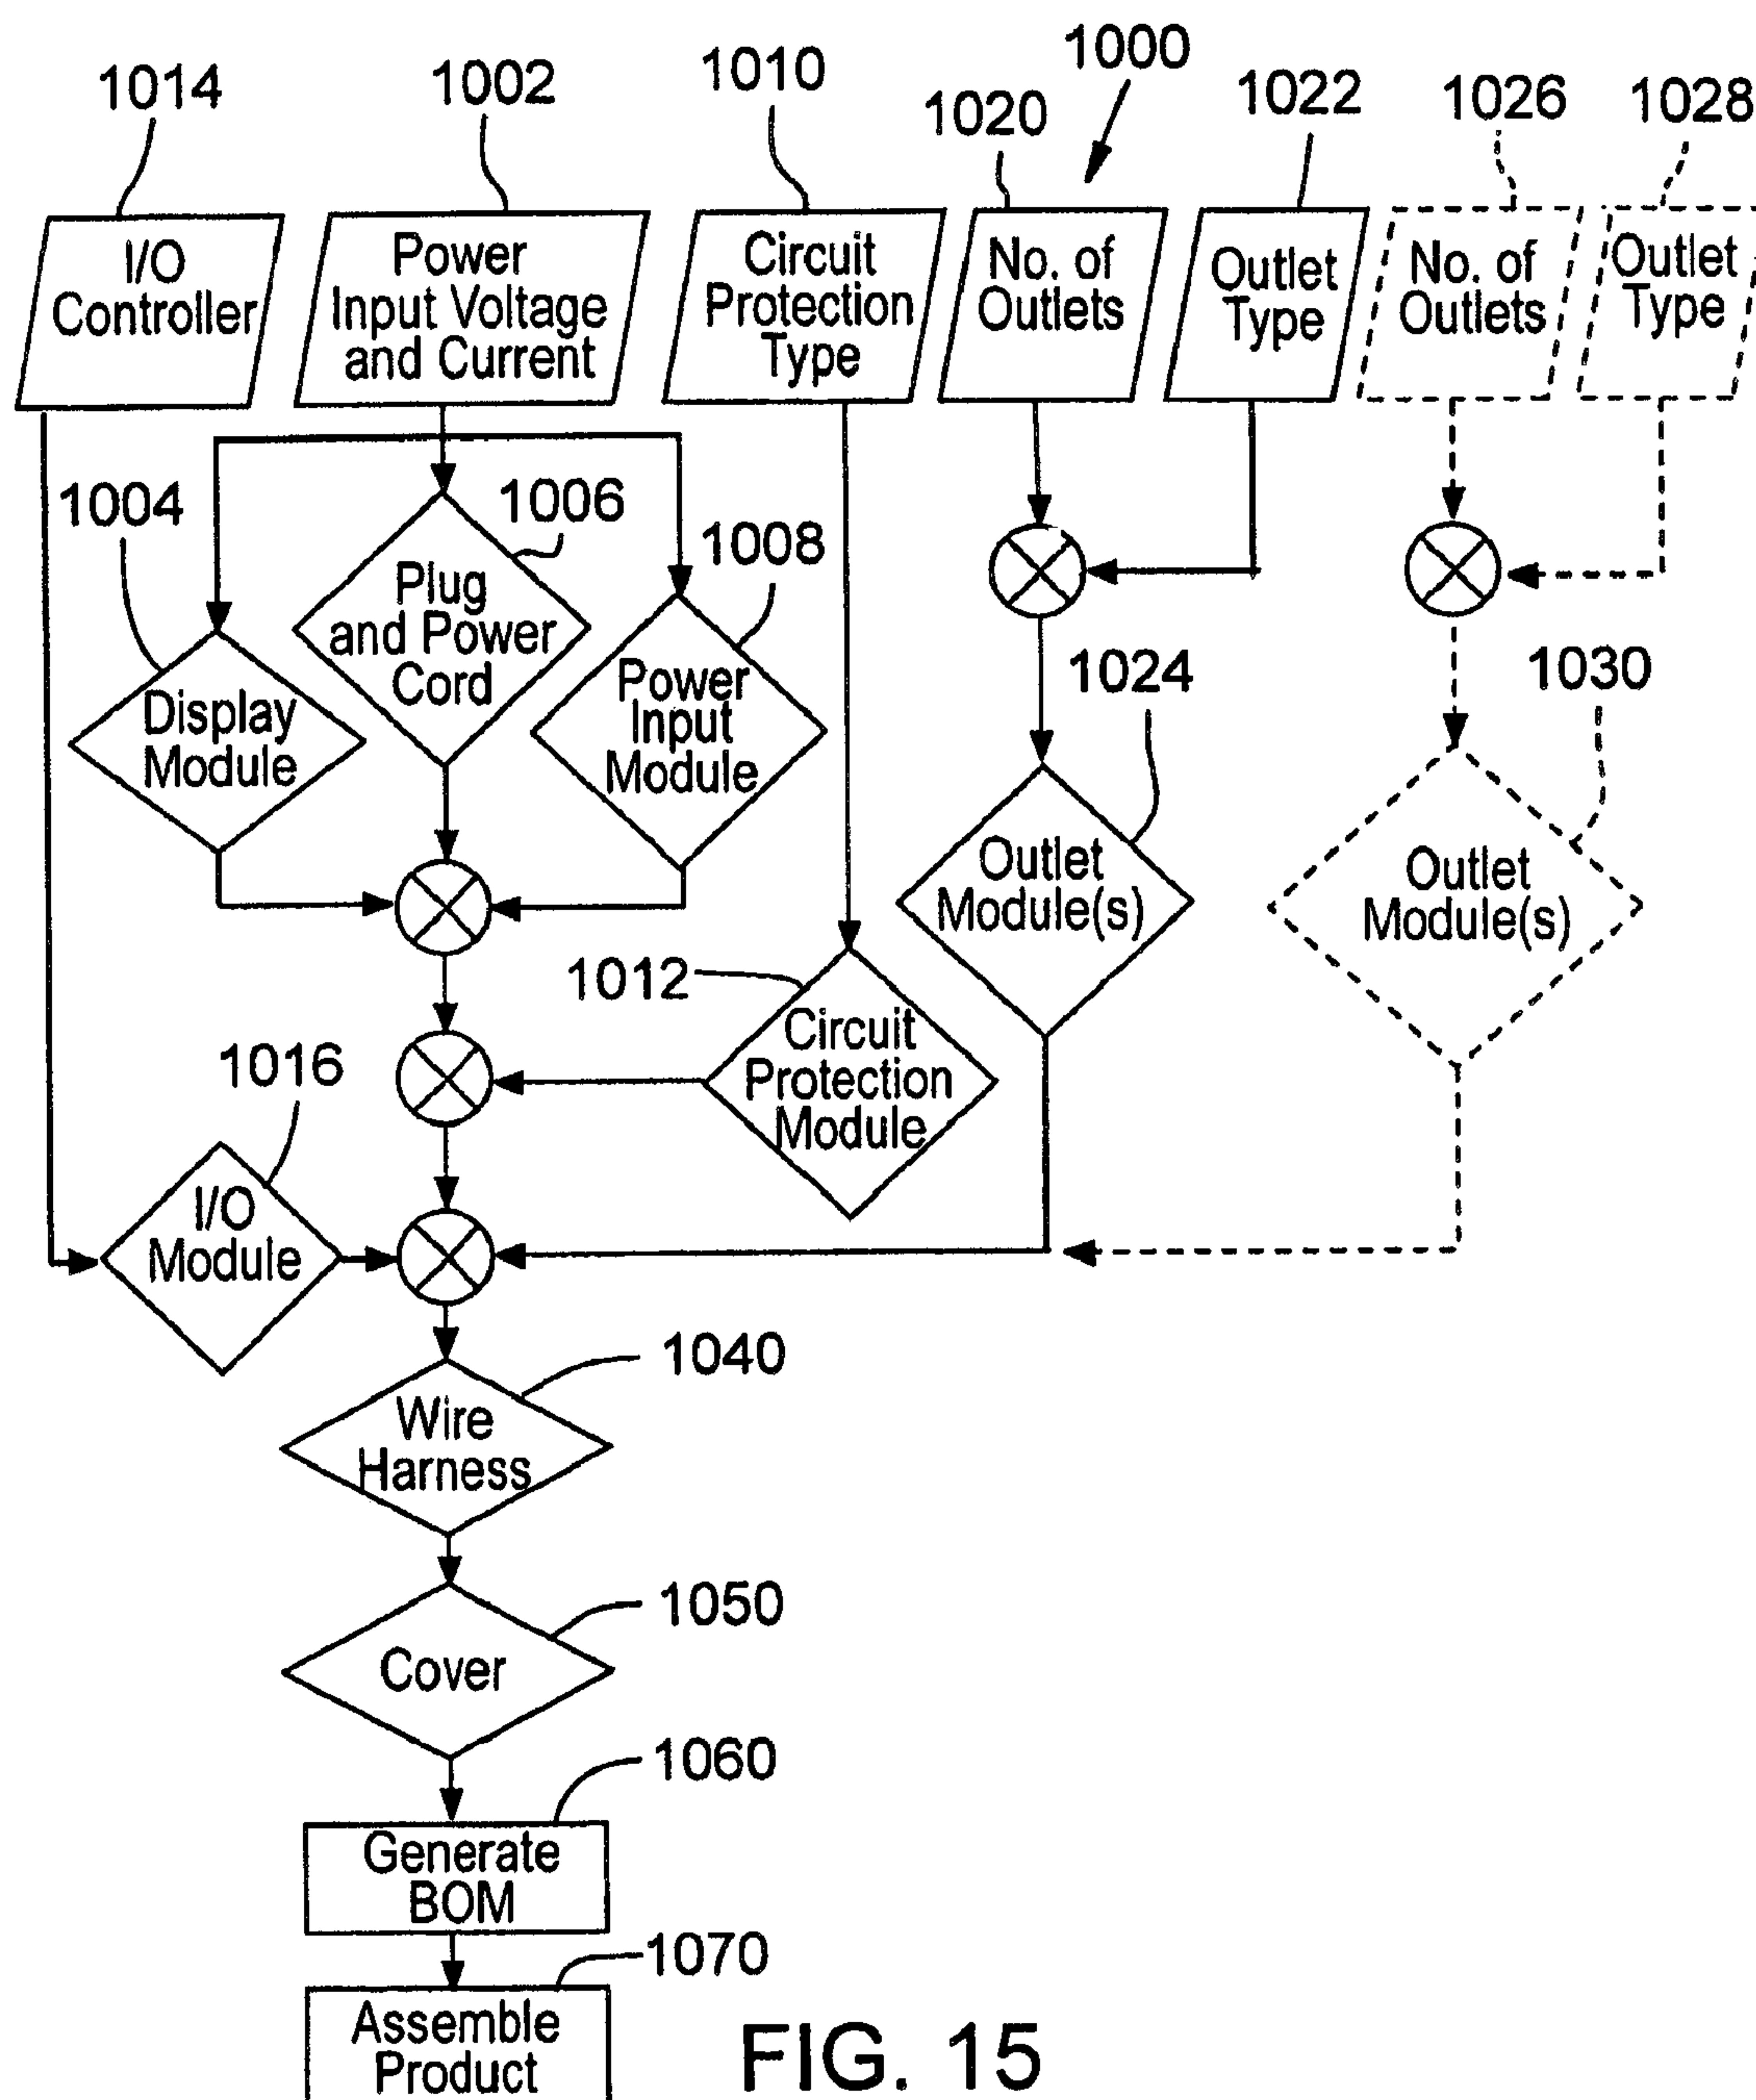 1000
1014
1002
1010
1020
1022
1026
1028
I/O
Controller
Power
Input Voltage
and Current
Circuit
Protection
Type
No. of
Outlets
Outlet
Type
No. of
Outlets
Outlet
Type
1004
1006
1008
Display
Module
Plug
and Power
Cord
Power
Input
Module
1024
1030
Outlet
Module(s)
Outlet
Module(s)
1012
Circuit
Protection
Module
1016
I/O
Module
1040
Wire
Harness
1050
Cover
1060
Generate
BOM
1070
Assemble
Product
FIG. 15